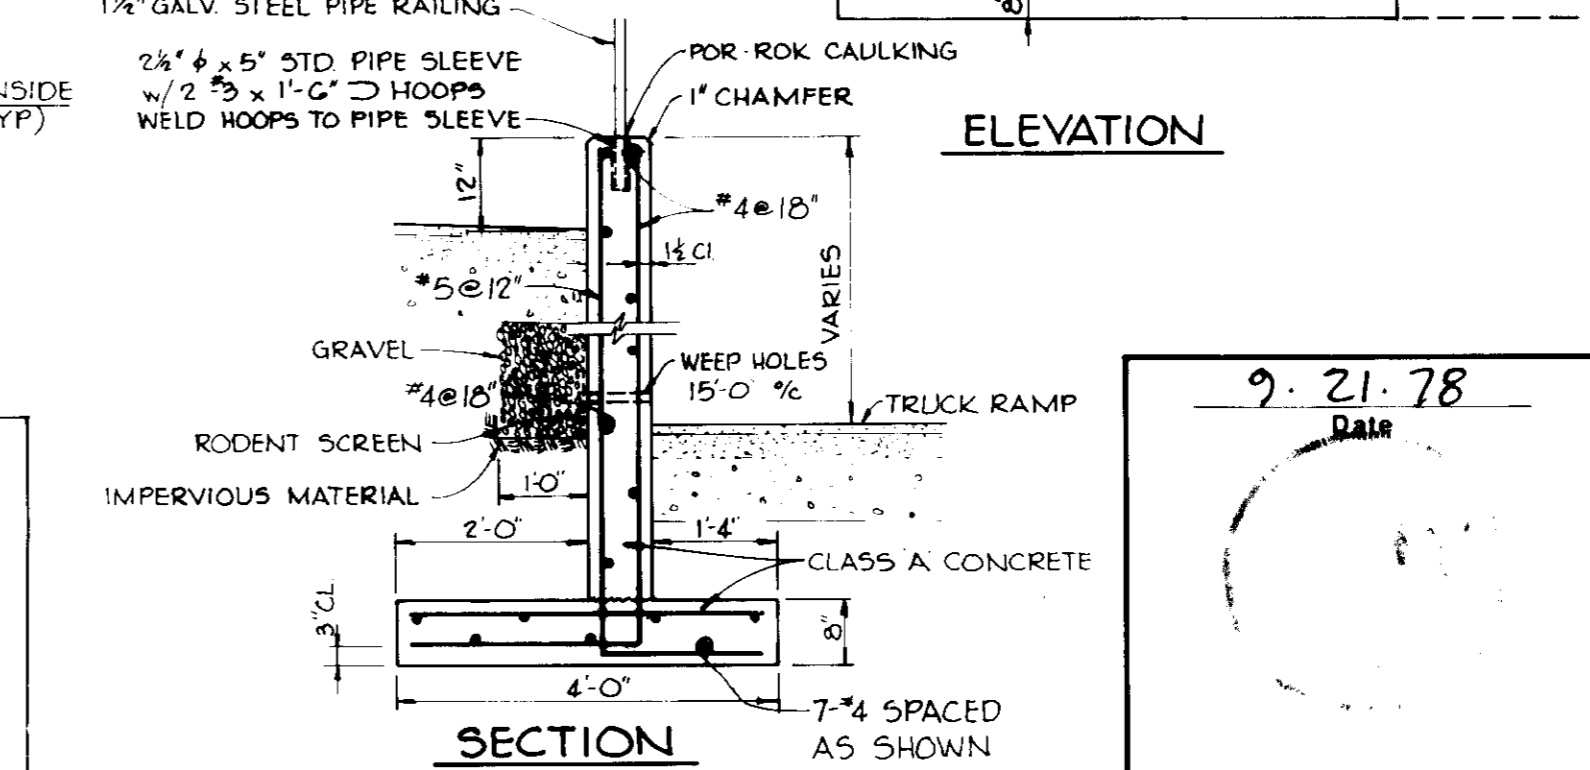 1½" GALV. STEEL PIPE RAILING
2½" ϕ x 5" STD. PIPE SLEEVE
w/ 2 #3 x 1'-6" ⊃ HOOPS
WELD HOOPS TO PIPE SLEEVE
NSIDE
YP)
POR-ROK CAULKING
1" CHAMFER
ELEVATION
12"
#4@18"
1½ Cl.
#5@12"
VARIES
GRAVEL
#4@18"
WEEP HOLES
15'-0" o/c
TRUCK RAMP
RODENT SCREEN
IMPERVIOUS MATERIAL
1'-0"
2'-0"
1'-4"
CLASS 'A' CONCRETE
3" CL.
8"
4'-0"
7-#4 SPACED
AS SHOWN
SECTION
9.21.78
Date